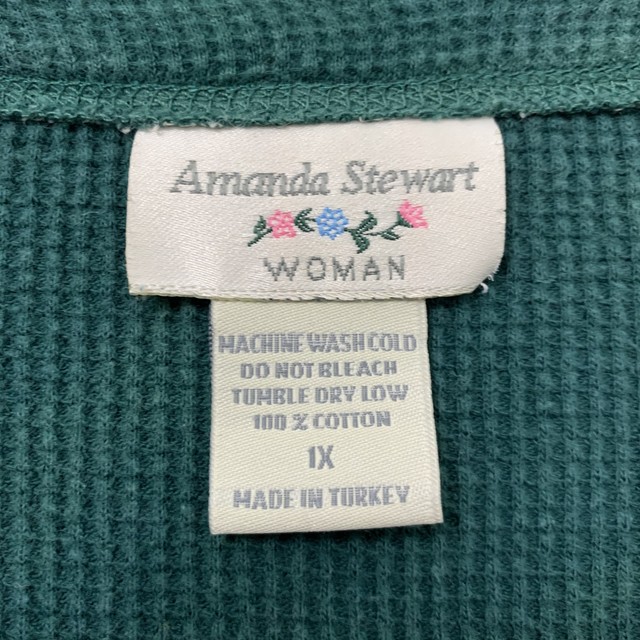 Amanda Stewart
WOMAN
MACHINE WASH COLD
DO NOT BLEACH
TUMBLE DRY LOW
100 % COTTON
1X
MADE IN TURKEY